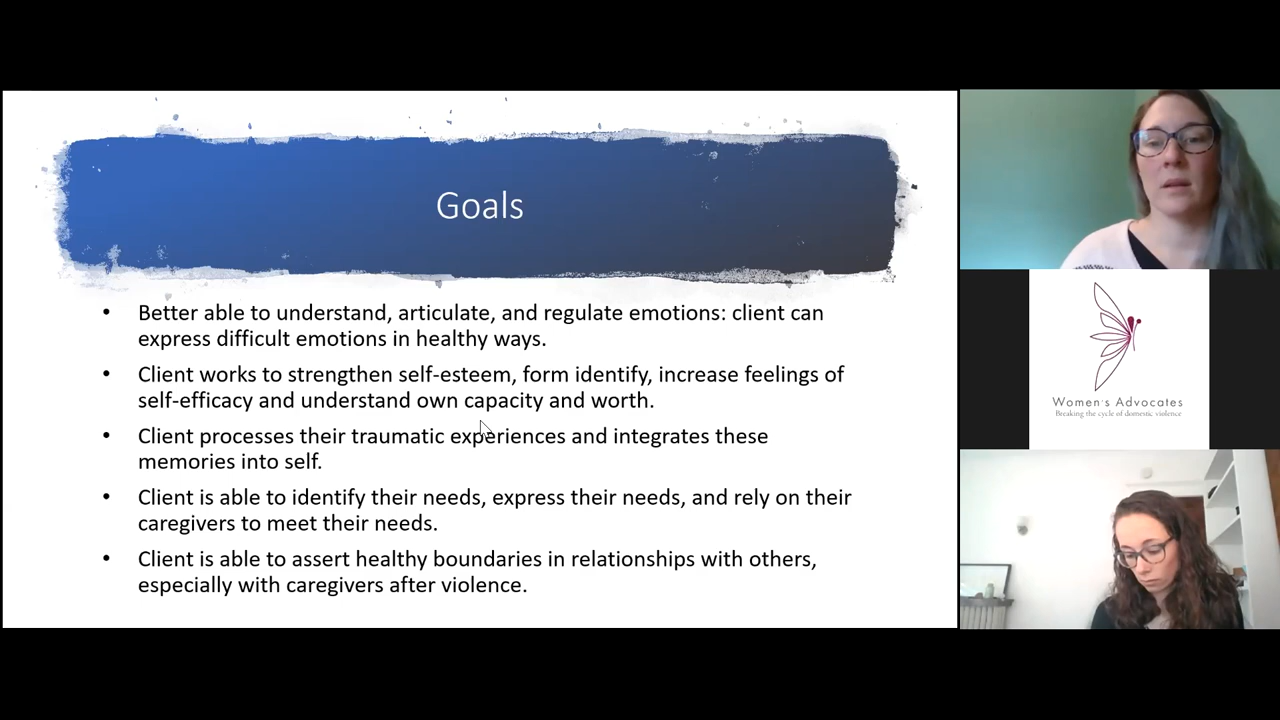 Goals
Better able to understand, articulate, and regulate emotions: client can
express difficult emotions in healthy ways.
Client works to strengthen self-esteem, form identify, increase feelings of
self-efficacy and understand own capacity and worth.
Client processes their traumatic experiences and integrates these
memories into self.
Client is able to identify their needs, express their needs, and rely on their
caregivers to meet their needs.
Client is able to assert healthy boundaries in relationships with others,
especially with caregivers after violence.
Women's Advocates
Breaking the cycle of domestic violence